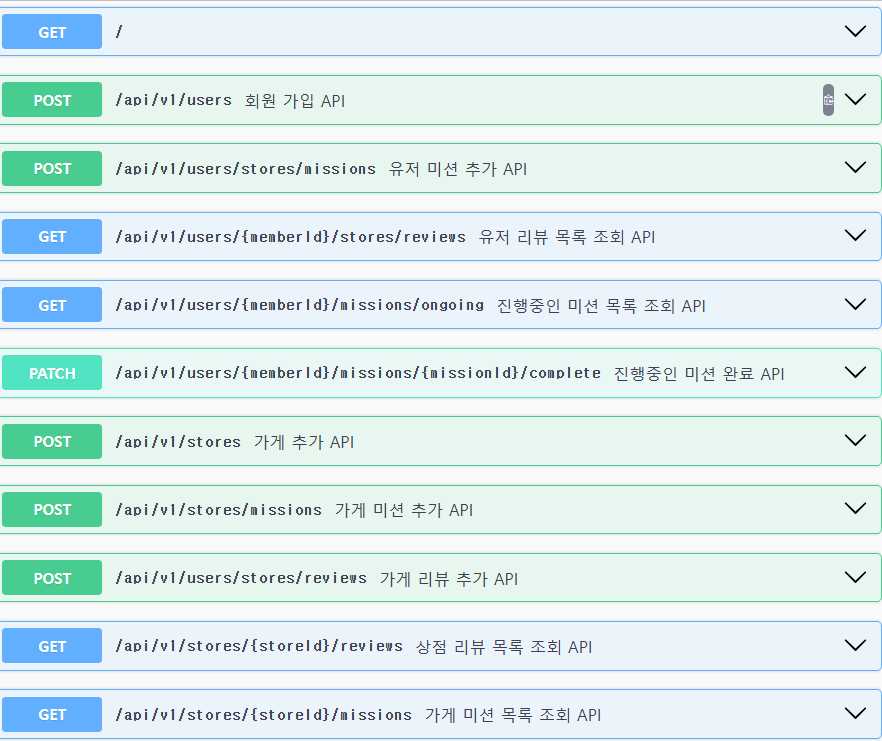 GET /
POST /api/v1/users 회원 가입 API
POST /api/v1/users/stores/missions 유저 미션 추가 API
GET /api/v1/users/{memberId}/stores/reviews 유저 리뷰 목록 조회 API
GET /api/v1/users/{memberId}/missions/ongoing 진행중인 미션 목록 조회 API
PATCH /api/v1/users/{memberId}/missions/{missionId}/complete 진행중인 미션 완료 API
POST /api/v1/stores 가게 추가 API
POST /api/v1/stores/missions 가게 미션 추가 API
POST /api/v1/users/stores/reviews 가게 리뷰 추가 API
GET /api/v1/stores/{storeId}/reviews 상점 리뷰 목록 조회 API
GET /api/v1/stores/{storeId}/missions 가게 미션 목록 조회 API